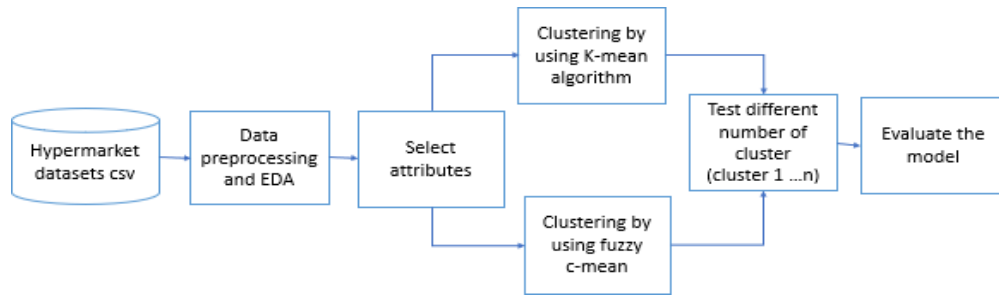 Hypermarket
datasets csv
Data
preprocessing
and EDA
Select
attributes
Clustering by
using K-mean
algorithm
Clustering by
using fuzzy
c-mean
Test different
number of
cluster
(cluster 1 ...n)
Evaluate the
model